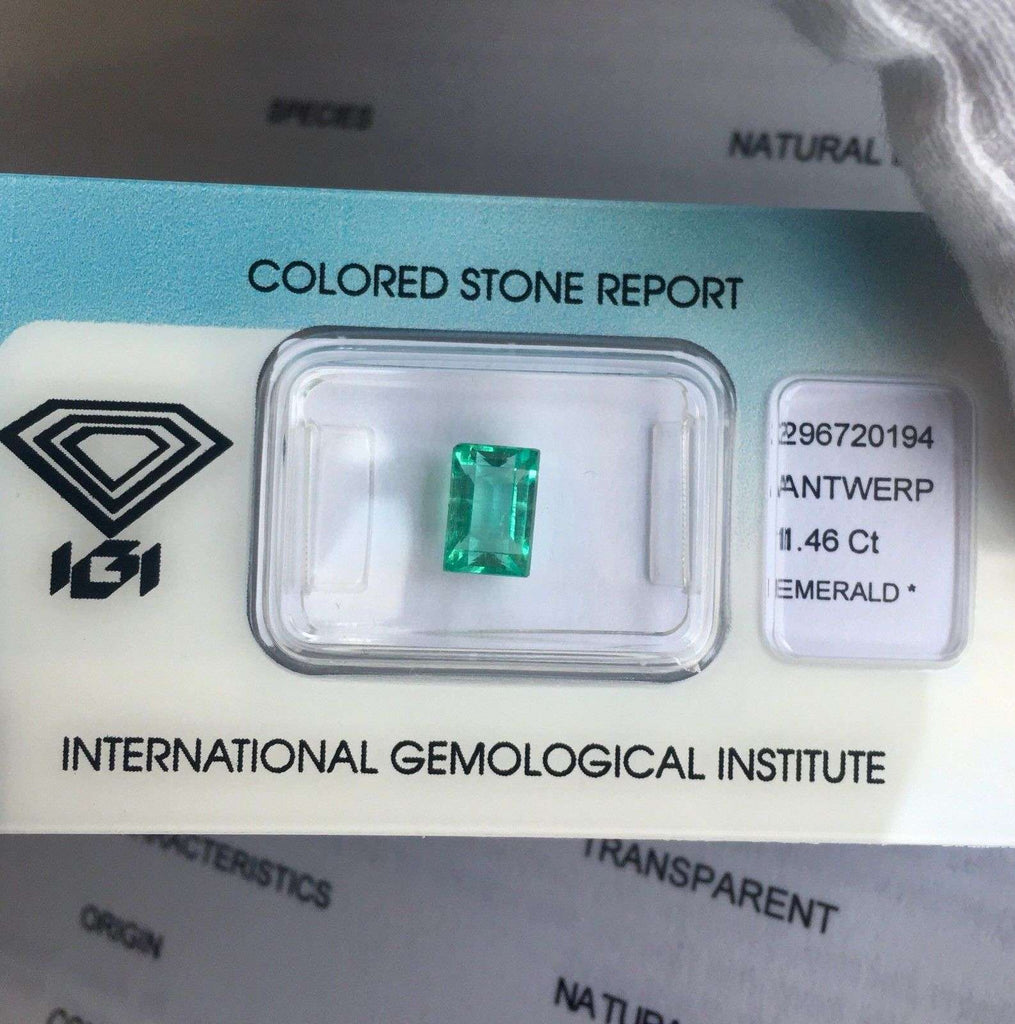 SPECIES
NATURAL
COLORED STONE REPORT
IGI
296720194
ANTWERP
1.46 Ct
EMERALD *
INTERNATIONAL GEMOLOGICAL INSTITUTE
TRANSPARENT
ORIGIN